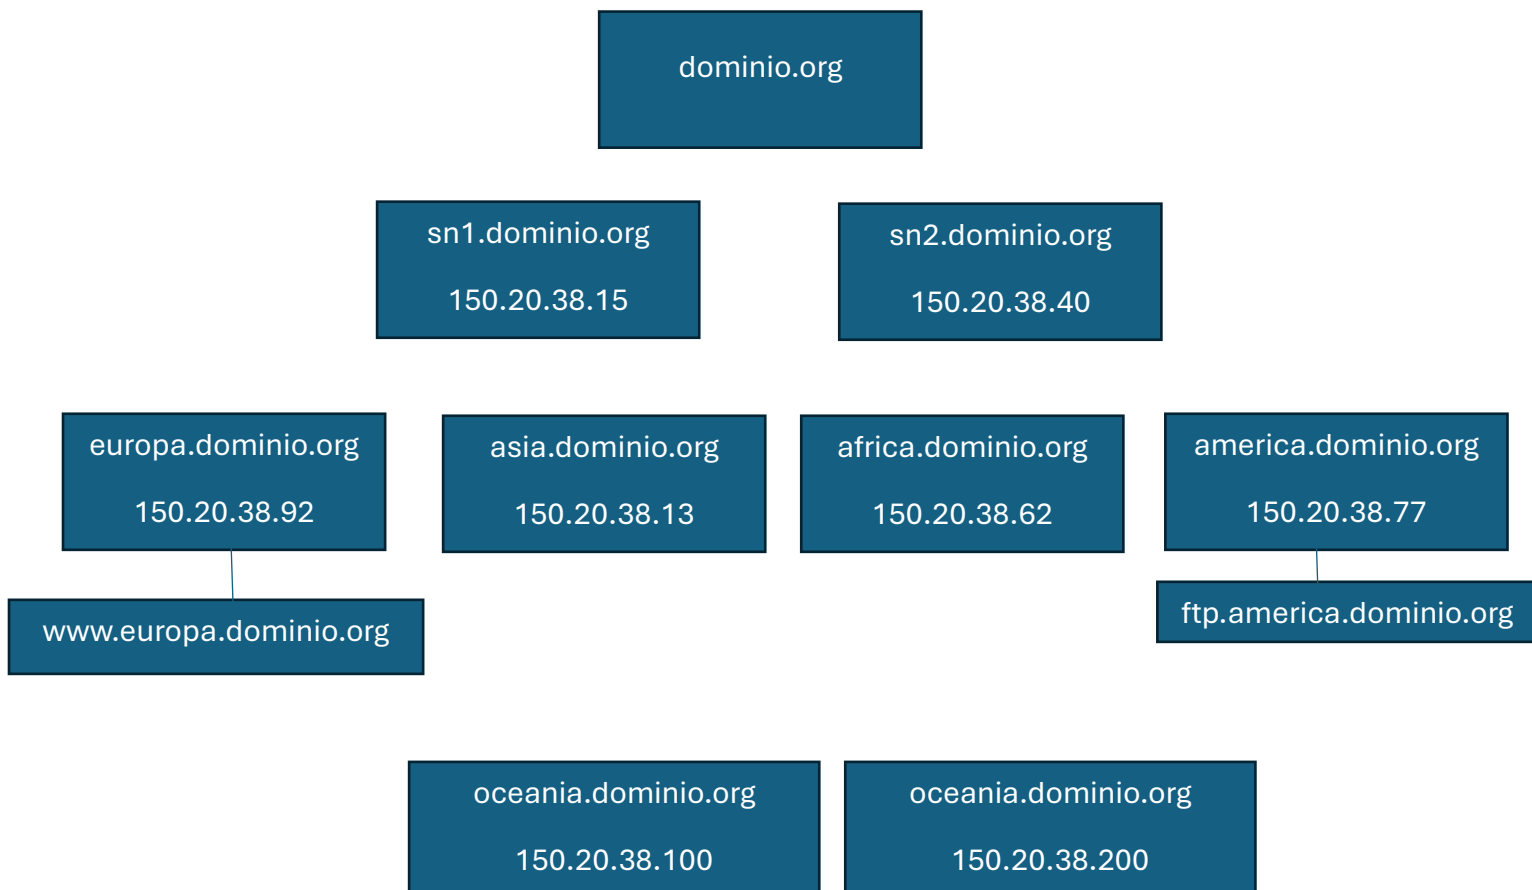 dominio.org
sn1.dominio.org
150.20.38.15
sn2.dominio.org
150.20.38.40
europa.dominio.org
150.20.38.92
asia.dominio.org
150.20.38.13
africa.dominio.org
150.20.38.62
america.dominio.org
150.20.38.77
www.europa.dominio.org
ftp.america.dominio.org
oceania.dominio.org
150.20.38.100
oceania.dominio.org
150.20.38.200